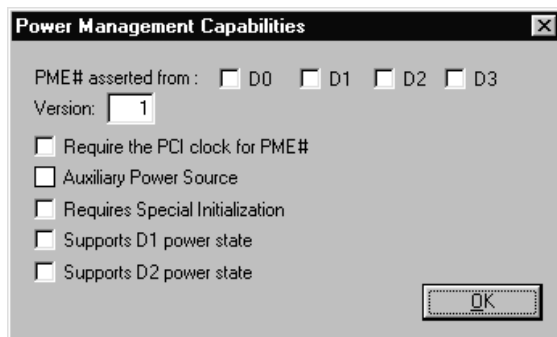 Power Management Capabilities
PME# asserted from : D0 D1 D2 D3
Version: 1
Require the PCI clock for PME#
Auxiliary Power Source
Requires Special Initialization
Supports D1 power state
Supports D2 power state
OK